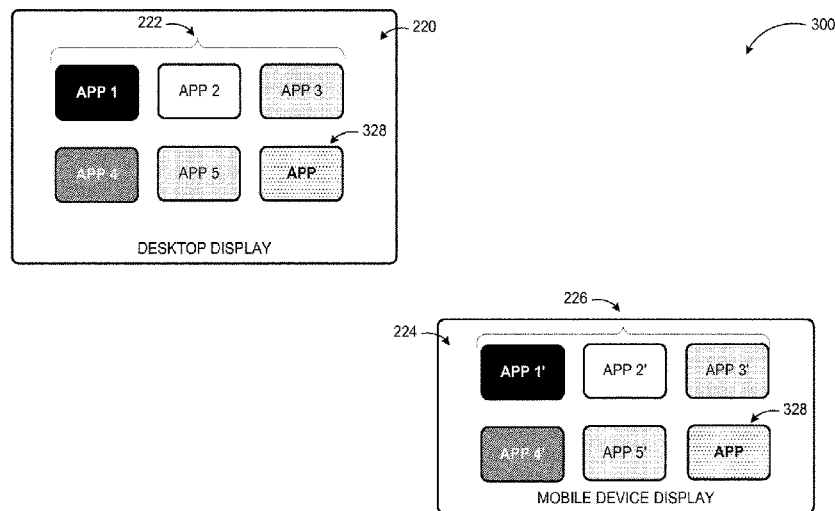 222
220
300
APP 1 APP 2 APP 3
328
APP 4 APP 5 APP
DESKTOP DISPLAY
226
224
APP 1' APP 2' APP 3'
328
APP 4 APP 5' APP
MOBILE DEVICE DISPLAY